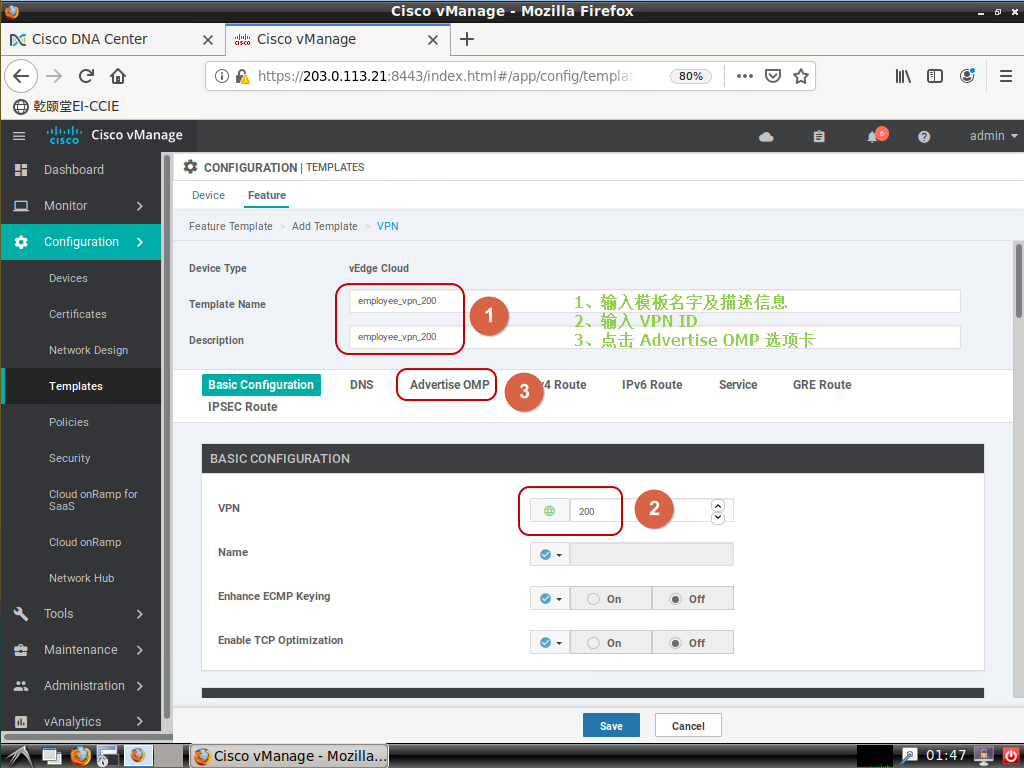 Cisco vManage - Mozilla Firefox
Cisco DNA Center
Cisco vManage
https://203.0.113.21:8443/index.html#/app/config/templat
80%
乾颐堂EI-CCIE
cisco Cisco vManage
6
admin
Dashboard
Monitor
Configuration
Devices
Certificates
Network Design
Templates
Policies
Security
Cloud onRamp for
SaaS
Cloud onRamp
Network Hub
Tools
Maintenance
Administration
vAnalytics
CONFIGURATION | TEMPLATES
Device Feature
Feature Template > Add Template > VPN
Device Type vEdge Cloud
Template Name employee_vpn_200
Description employee_vpn_200
1
1、输入模板名字及描述信息
2、输入 VPN ID
3、点击 Advertise OMP 选项卡
Basic Configuration DNS Advertise OMP 3 v4 Route IPv6 Route Service GRE Route
IPSEC Route
BASIC CONFIGURATION
VPN 200 2
Name
Enhance ECMP Keying On Off
Enable TCP Optimization On Off
Save Cancel
Cisco vManage - Mozilla...
01:47